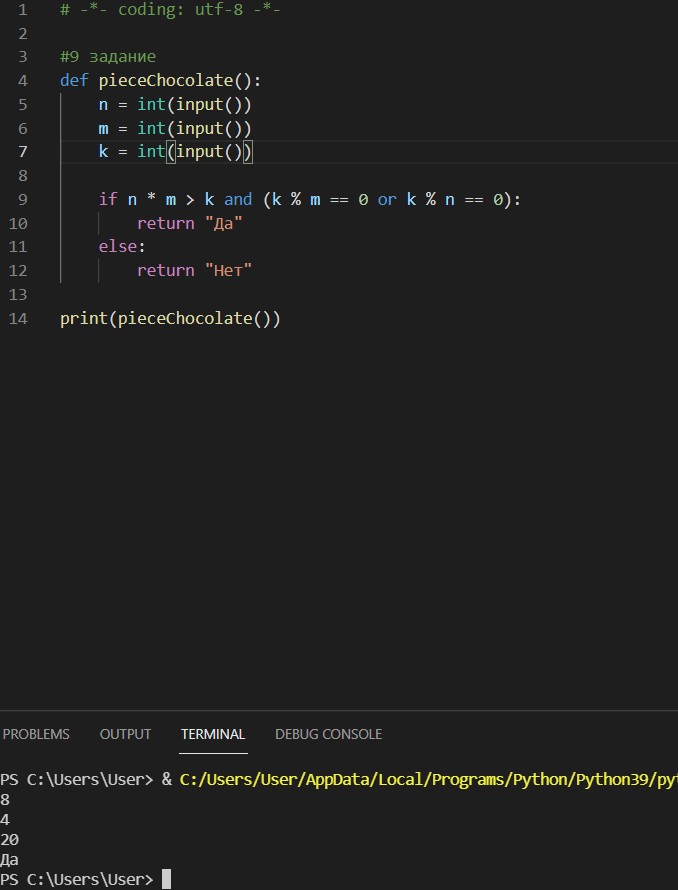 1 # -*- coding: utf-8 -*-
2
3 #9 задание
4 def pieceChocolate():
5 n = int(input())
6 m = int(input())
7 k = int(input())
8
9 if n * m > k and (k % m == 0 or k % n == 0):
10 return "Да"
11 else:
12 return "Нет"
13
14 print(pieceChocolate())
PROBLEMS OUTPUT TERMINAL DEBUG CONSOLE
PS C:\Users\User> & C:/Users/User/AppData/Local/Programs/Python/Python39/pyt
8
4
20
Да
PS C:\Users\User>